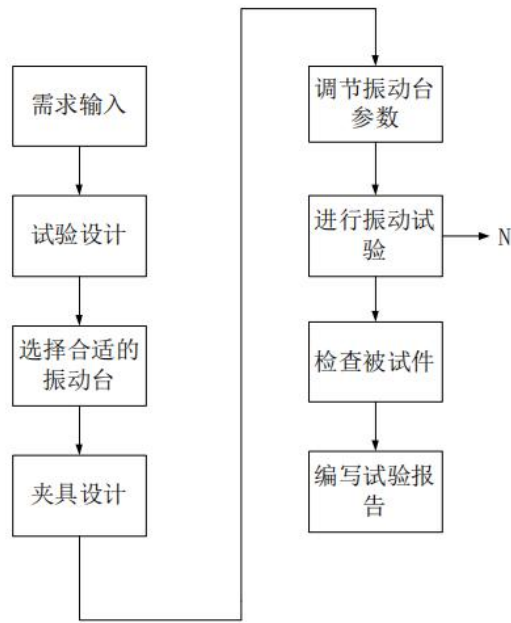 需求输入
试验设计
选择合适的
振动台
夹具设计
调节振动台
参数
进行振动试
验
N
检查被试件
编写试验报
告